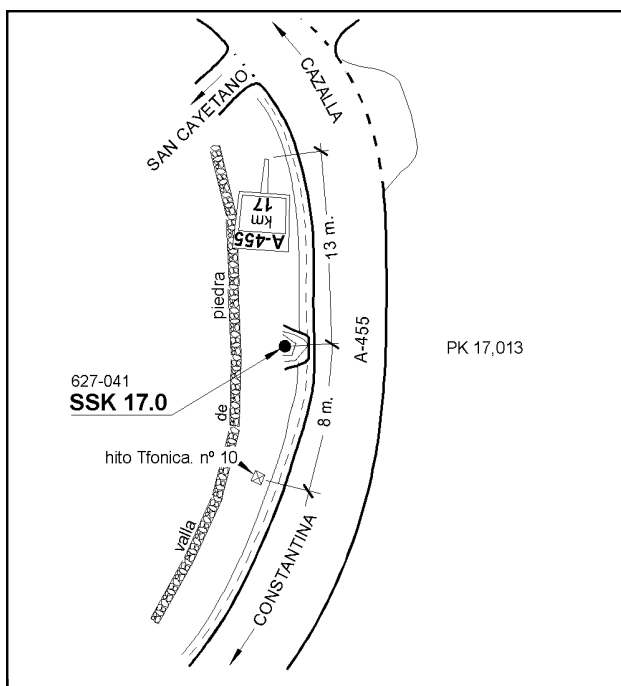 CAZALLA
SAN CAYETANO
A-455
km
17
13 m.
piedra
A-455
PK 17,013
627-041
SSK 17.0
de
8 m.
hito Tfonica. nº 10
valla
CONSTANTINA